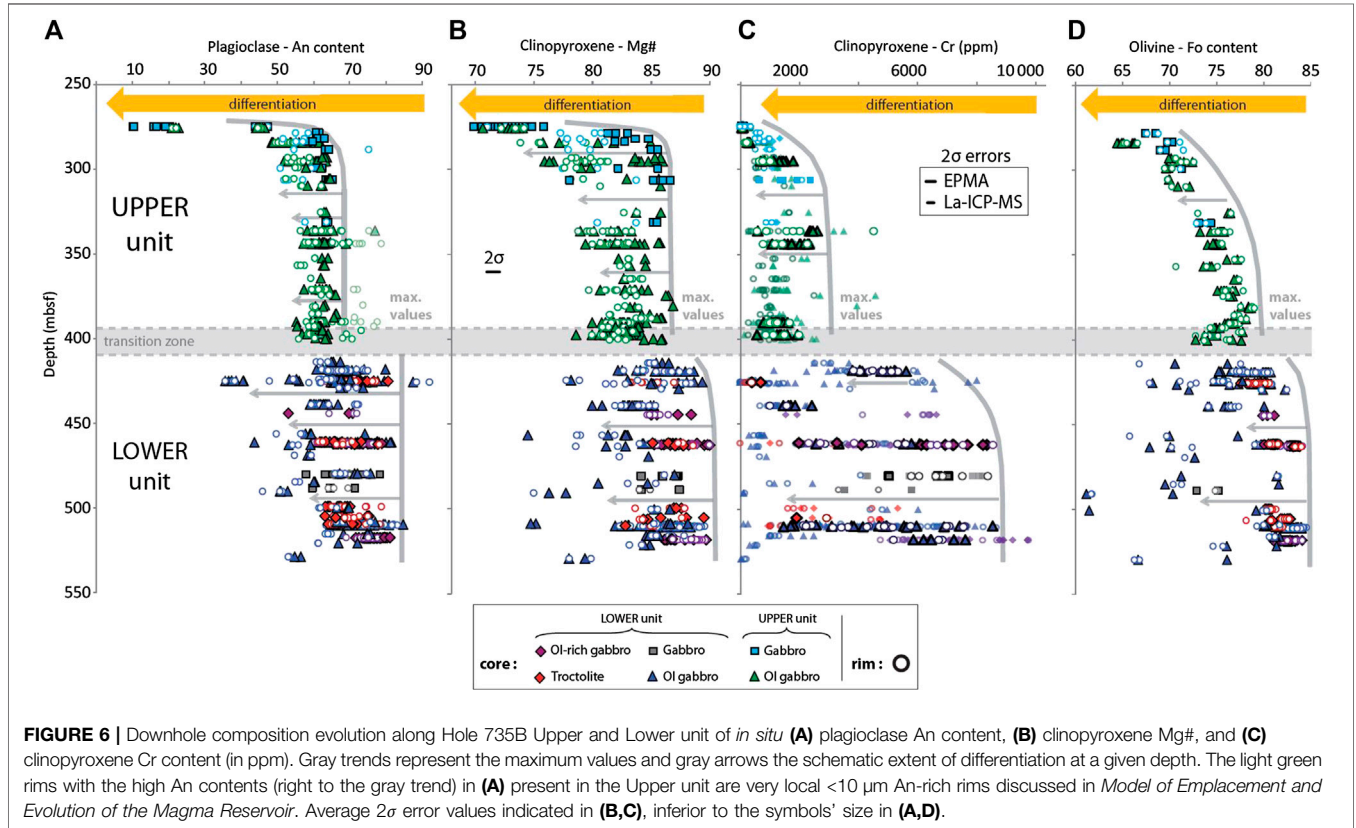 A
Plagioclase - An content
10 30 50 70 90
B
Clinopyroxene - Mg#
70 75 80 85 90
C
Clinopyroxene - Cr (ppm)
2000 6000 10 000
D
Olivine - Fo content
60 65 70 75 80 85
differentiation
differentiation
differentiation
differentiation
Depth (mbsf)
250
300
350
400
450
500
550
UPPER
unit
LOWER
unit
transition zone
max.
values
2σ
max.
values
2σ errors
EPMA
La-ICP-MS
max.
values
max.
values
LOWER unit UPPER unit
core :
Ol-rich gabbro Gabbro Gabbro
Troctolite Ol gabbro Ol gabbro
rim :
FIGURE 6 | Downhole composition evolution along Hole 735B Upper and Lower unit of in situ (A) plagioclase An content, (B) clinopyroxene Mg#, and (C)
clinopyroxene Cr content (in ppm). Gray trends represent the maximum values and gray arrows the schematic extent of differentiation at a given depth. The light green
rims with the high An contents (right to the gray trend) in (A) present in the Upper unit are very local <10 μm An-rich rims discussed in Model of Emplacement and
Evolution of the Magma Reservoir. Average 2σ error values indicated in (B,C), inferior to the symbols' size in (A,D).